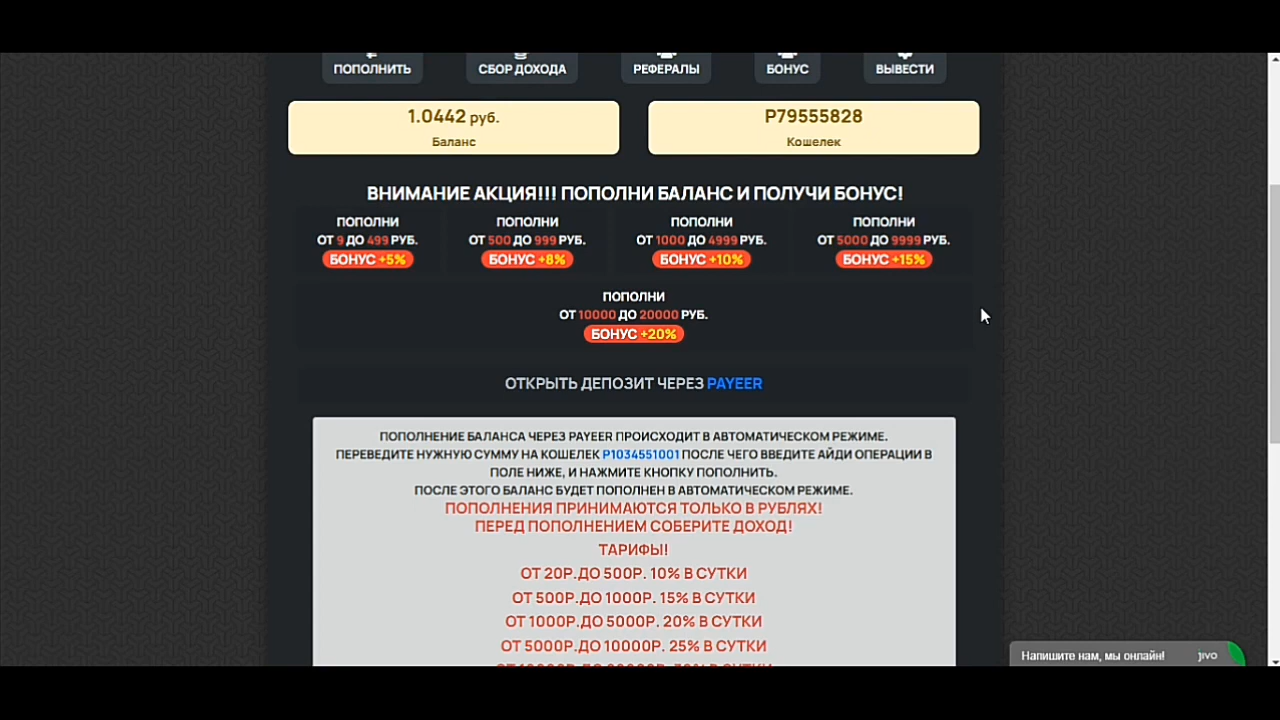 ПОПОЛНИТЬ
СБОР ДОХОДА
РЕФЕРАЛЫ
БОНУС
ВЫВЕСТИ
1.0442 руб.
Баланс
P79555828
Кошелек
ВНИМАНИЕ АКЦИЯ!!! ПОПОЛНИ БАЛАНС И ПОЛУЧИ БОНУС!
ПОПОЛНИ
ОТ 9 ДО 499 РУБ.
БОНУС +5%
ПОПОЛНИ
ОТ 500 ДО 999 РУБ.
БОНУС +8%
ПОПОЛНИ
ОТ 1000 ДО 4999 РУБ.
БОНУС +10%
ПОПОЛНИ
ОТ 5000 ДО 9999 РУБ.
БОНУС +15%
ПОПОЛНИ
ОТ 10000 ДО 20000 РУБ.
БОНУС +20%
ОТКРЫТЬ ДЕПОЗИТ ЧЕРЕЗ PAYEER
ПОПОЛНЕНИЕ БАЛАНСА ЧЕРЕЗ PAYEER ПРОИСХОДИТ В АВТОМАТИЧЕСКОМ РЕЖИМЕ.
ПЕРЕВЕДИТЕ НУЖНУЮ СУММУ НА КОШЕЛЕК P1034551001 ПОСЛЕ ЧЕГО ВВЕДИТЕ АЙДИ ОПЕРАЦИИ В
ПОЛЕ НИЖЕ, И НАЖМИТЕ КНОПКУ ПОПОЛНИТЬ.
ПОСЛЕ ЭТОГО БАЛАНС БУДЕТ ПОПОЛНЕН В АВТОМАТИЧЕСКОМ РЕЖИМЕ.
ПОПОЛНЕНИЯ ПРИНИМАЮТСЯ ТОЛЬКО В РУБЛЯХ!
ПЕРЕД ПОПОЛНЕНИЕМ СОБЕРИТЕ ДОХОД!
ТАРИФЫ!
ОТ 20Р.ДО 500Р. 10% В СУТКИ
ОТ 500Р.ДО 1000Р. 15% В СУТКИ
ОТ 1000Р.ДО 5000Р. 20% В СУТКИ
ОТ 5000Р.ДО 10000Р. 25% В СУТКИ
Напишите нам, мы онлайн!
jivo